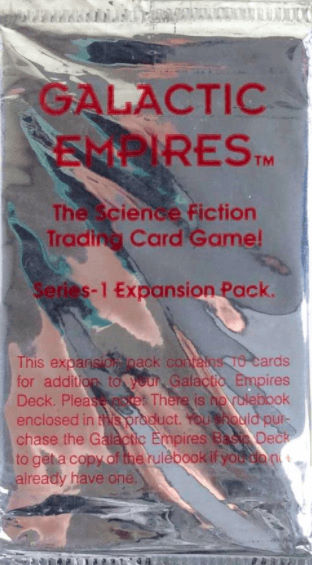 GALACTIC
EMPIRES™
The Science Fiction
Trading Card Game!
Series-1 Expansion Pack.
This expansion pack contains 10 cards
for addition to your Galactic Empires
Deck. Please note: There is no rulebook
enclosed in this product. You should pur-
chase the Galactic Empires Basic Deck
to get a copy of the rulebook if you do not
already have one.